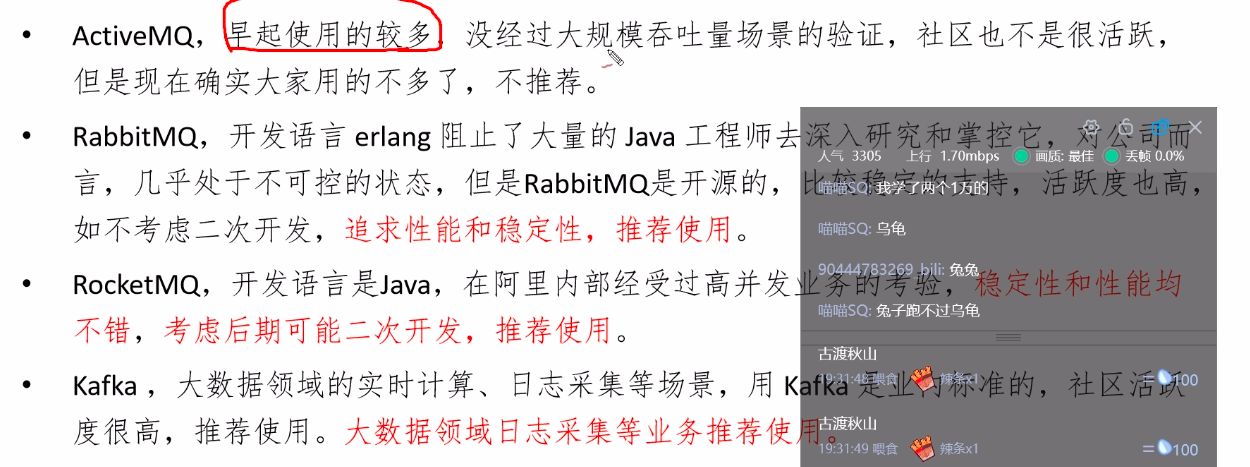 • ActiveMQ，早起使用的较多，没经过大规模吞吐量场景的验证，社区也不是很活跃，
但是现在确实大家用的不多了，不推荐。
• RabbitMQ，开发语言 erlang 阻止了大量的 Java 工程师去深入研究和掌控它，对公司而
言，几乎处于不可控的状态，但是RabbitMQ是开源的，比较稳定的支持，活跃度也高，
如不考虑二次开发，追求性能和稳定性，推荐使用。
• RocketMQ，开发语言是Java，在阿里内部经受过高并发业务的考验，稳定性和性能均
不错，考虑后期可能二次开发，推荐使用。
• Kafka ，大数据领域的实时计算、日志采集等场景，用 Kafka 是业内标准的，社区活跃
度很高，推荐使用。大数据领域日志采集等业务推荐使用。
人气 3305 上行 1.70mbps 画质: 最佳 丢帧 0.0%
喵喵SQ: 我学了两个1万的
喵喵SQ: 乌龟
90444783269_bili: 兔兔
喵喵SQ: 兔子跑不过乌龟
古渡秋山
19:31:48 喂食 辣条x1 =100
古渡秋山
19:31:49 喂食 辣条x1 =100